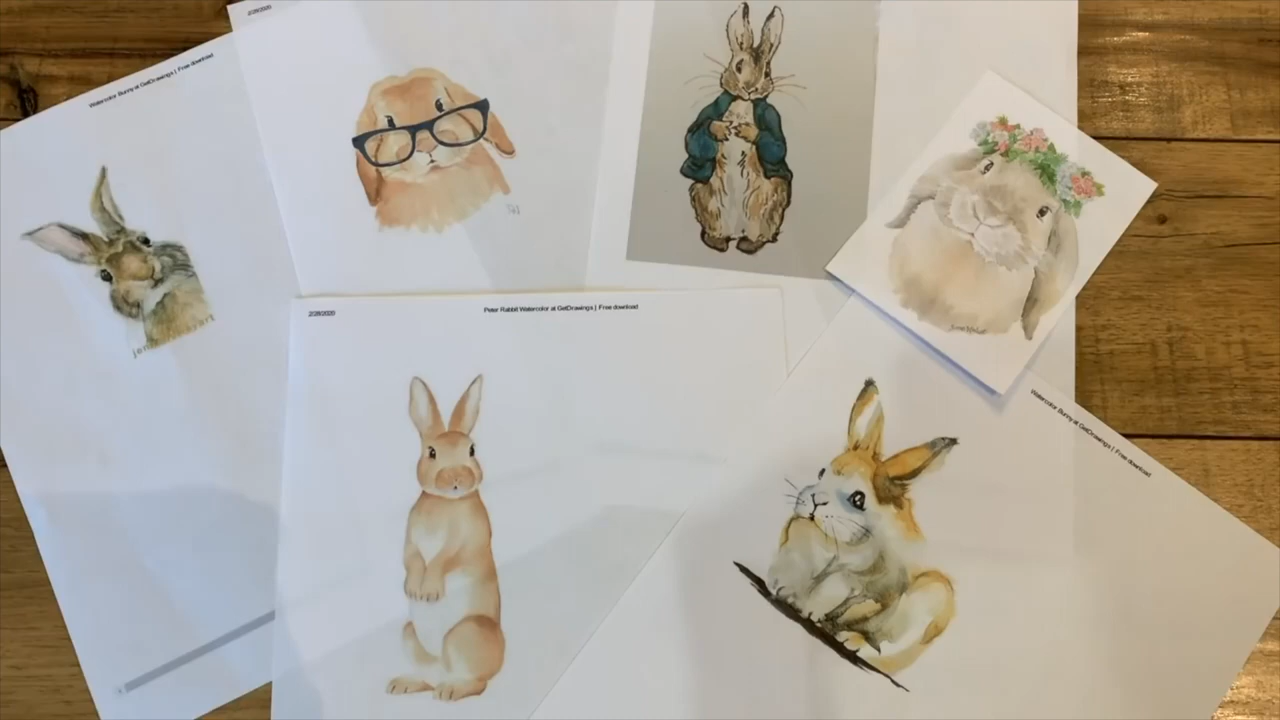 2/28/2020
Watercolor Bunny at GetDrawings | Free download
2/28/2020
Peter Rabbit Watercolor at GetDrawings | Free download
Watercolor Bunny at GetDrawings | Free download